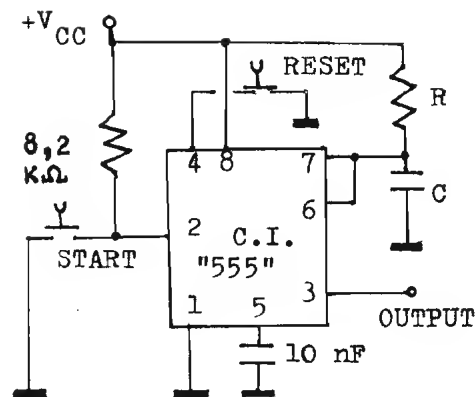 +VCC
RESET
R
8,2
KΩ
4 8 7
C
6
2
C.I.
START
"555"
3
1 5
OUTPUT
10 nF